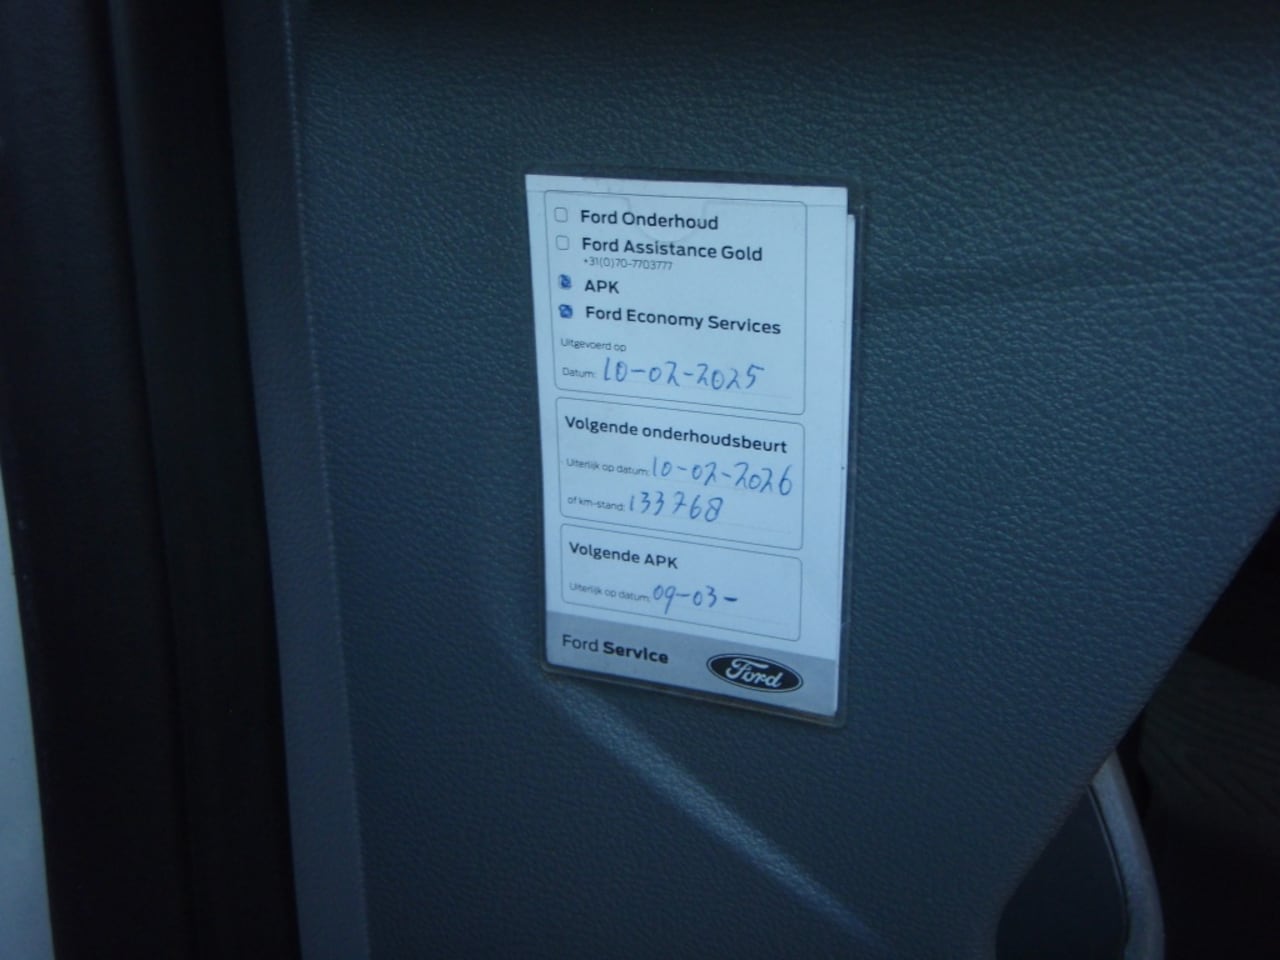 Ford Onderhoud
Ford Assistance Gold
+31(0)70-7703777
APK
Ford Economy Services
Uitgevoerd op
Datum: 10-02-2025
Volgende onderhoudsbeurt
Uiterlijk op datum: 10-02-2026
of km-stand: 133768
Volgende APK
Uiterlijk op datum: 09-03-
Ford Service
Ford